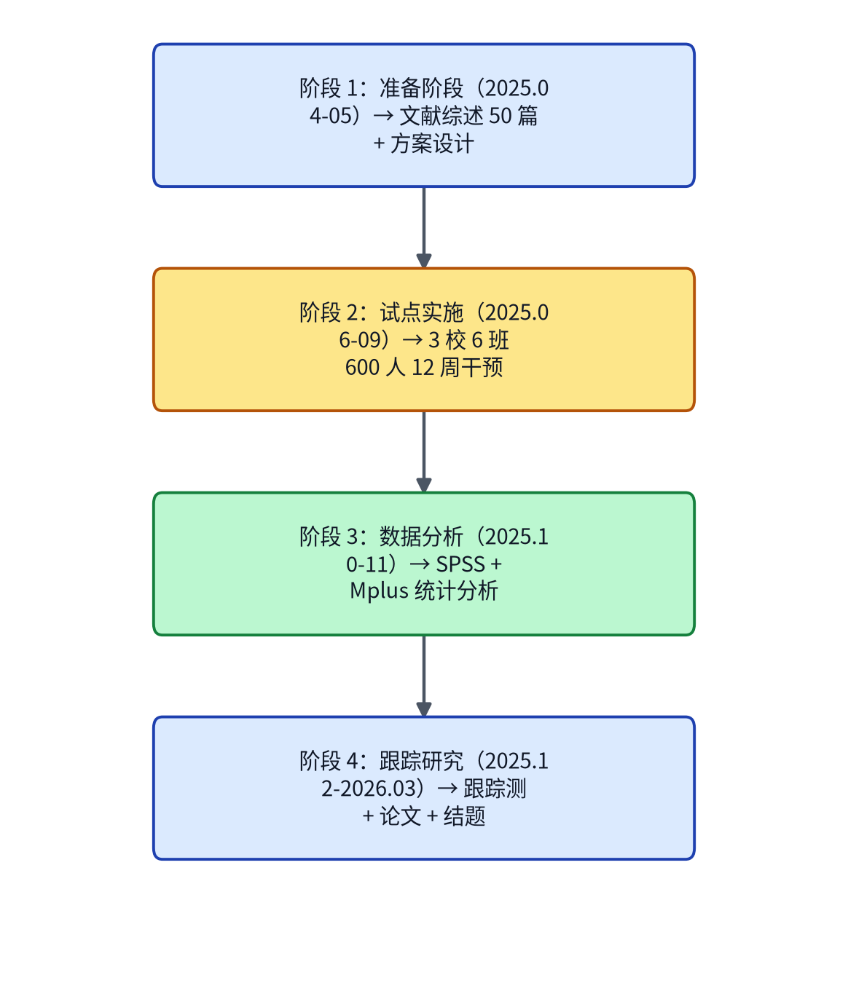 阶段 1：准备阶段（2025.0
4-05）→ 文献综述 50 篇
+ 方案设计
阶段 2：试点实施（2025.0
6-09）→ 3 校 6 班
600 人 12 周干预
阶段 3：数据分析（2025.1
0-11）→ SPSS +
Mplus 统计分析
阶段 4：跟踪研究（2025.1
2-2026.03）→ 跟踪测
+ 论文 + 结题